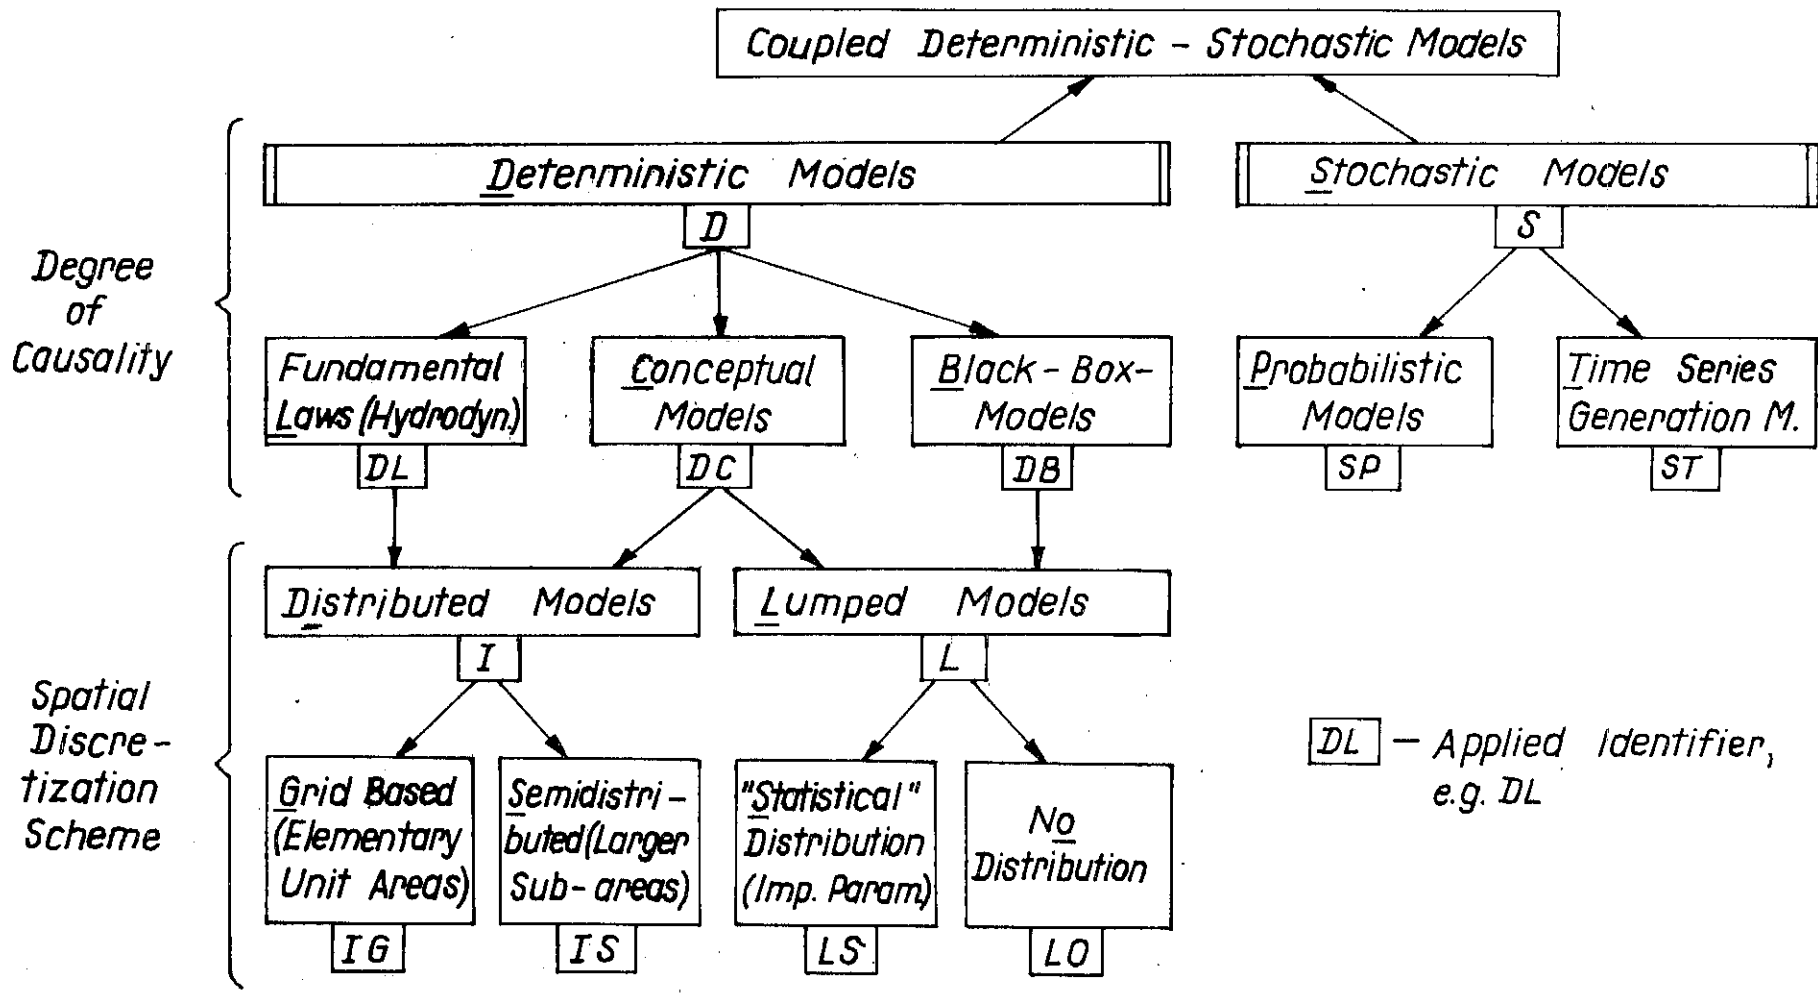 Coupled Deterministic - Stochastic Models
Deterministic Models
D
Stochastic Models
S
Degree
of
Causality
Fundamental
Laws (Hydrodyn.)
DL
Conceptual
Models
DC
Black-Box-
Models
DB
Probabilistic
Models
SP
Time Series
Generation M.
ST
Distributed Models
I
Lumped Models
L
Spatial
Discre-
tization
Scheme
Grid Based
(Elementary
Unit Areas)
IG
Semidistri-
buted (Larger
Sub-areas)
IS
"Statistical"
Distribution
(Imp. Param.)
LS
No
Distribution
LO
DL - Applied Identifier,
e.g. DL